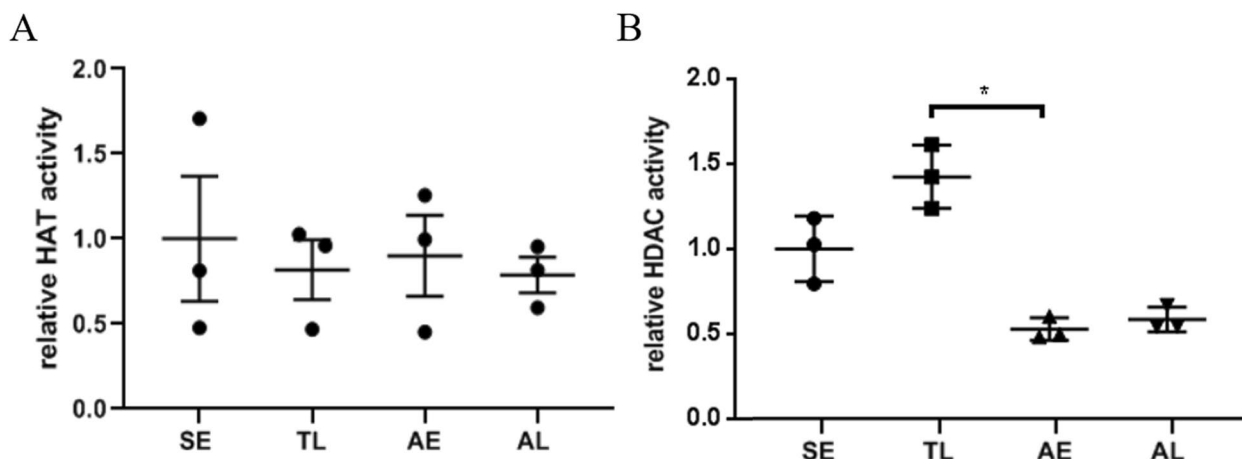 A
relative HAT activity
2.0
1.5
1.0
0.5
0.0
SE TL AE AL
B
relative HDAC activity
2.0
1.5
1.0
0.5
0.0
*
SE TL AE AL